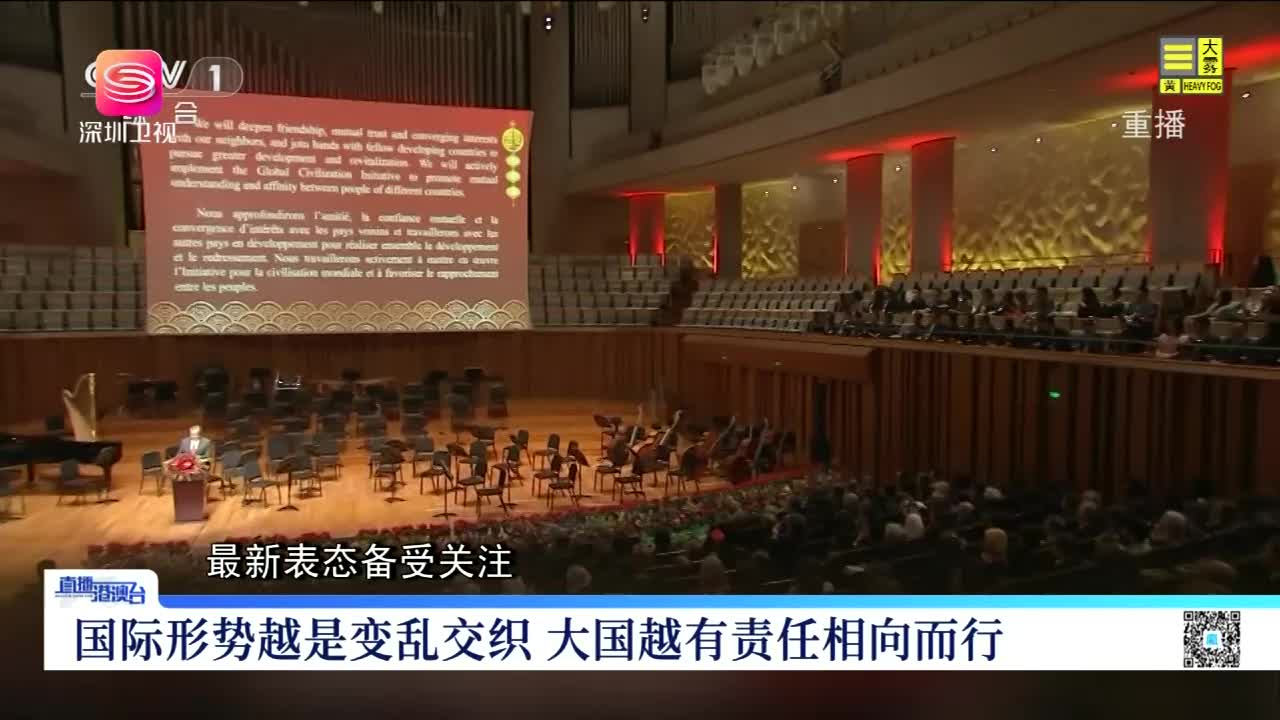 CCTV 1
综合
深圳卫视
大雾
黄 HEAVY FOG
重播
We will deepen friendship, mutual trust and converging interests
with our neighbors, and join hands with fellow developing countries to
pursue greater development and revitalization. We will actively
implement the Global Civilization Initiative to promote mutual
understanding and affinity between people of different countries.
Nous approfondirons l'amitié, la confiance mutuelle et la
convergence d'intérêts avec les pays voisins et travaillerons avec les
autres pays en développement pour réaliser ensemble le développement
et le redressement. Nous travaillerons activement à mettre en œuvre
l'Initiative pour la civilisation mondiale et à favoriser le rapprochement
entre les peuples.
最新表态备受关注
直播港澳台
国际形势越是变乱交织 大国越有责任相向而行